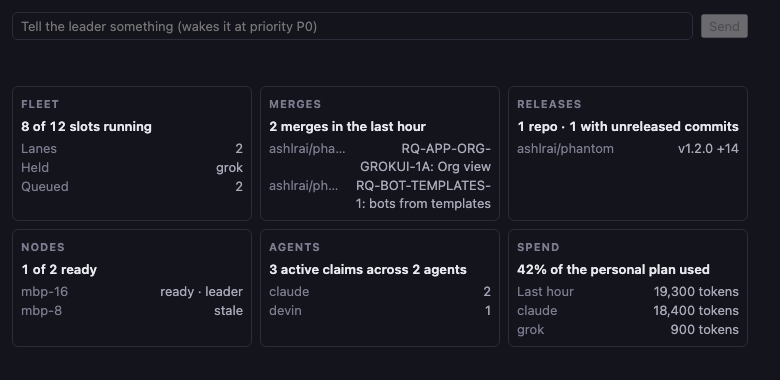 Tell the leader something (wakes it at priority P0)
Send
FLEET
8 of 12 slots running
Lanes 2
Held grok
Queued 2
MERGES
2 merges in the last hour
ashlrai/pha... RQ-APP-ORG-
GROKUI-1A: Org view
ashlrai/ph... RQ-BOT-TEMPLATES-
1: bots from templates
RELEASES
1 repo · 1 with unreleased commits
ashlrai/phantom v1.2.0 +14
NODES
1 of 2 ready
mbp-16 ready · leader
mbp-8 stale
AGENTS
3 active claims across 2 agents
claude 2
devin 1
SPEND
42% of the personal plan used
Last hour 19,300 tokens
claude 18,400 tokens
grok 900 tokens